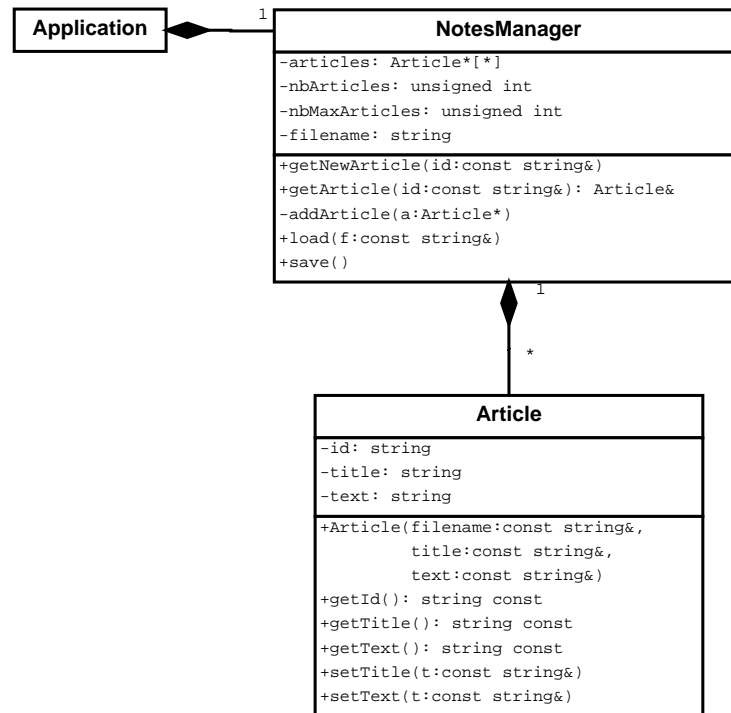 Application
1
NotesManager
-articles: Article*[*]
-nbArticles: unsigned int
-nbMaxArticles: unsigned int
-filename: string
+getNewArticle(id:const string&)
+getArticle(id:const string&): Article&
-addArticle(a:Article*)
+load(f:const string&)
+save()
1
*
Article
-id: string
-title: string
-text: string
+Article(filename:const string&,
title:const string&,
text:const string&)
+getId(): string const
+getTitle(): string const
+getText(): string const
+setTitle(t:const string&)
+setText(t:const string&)